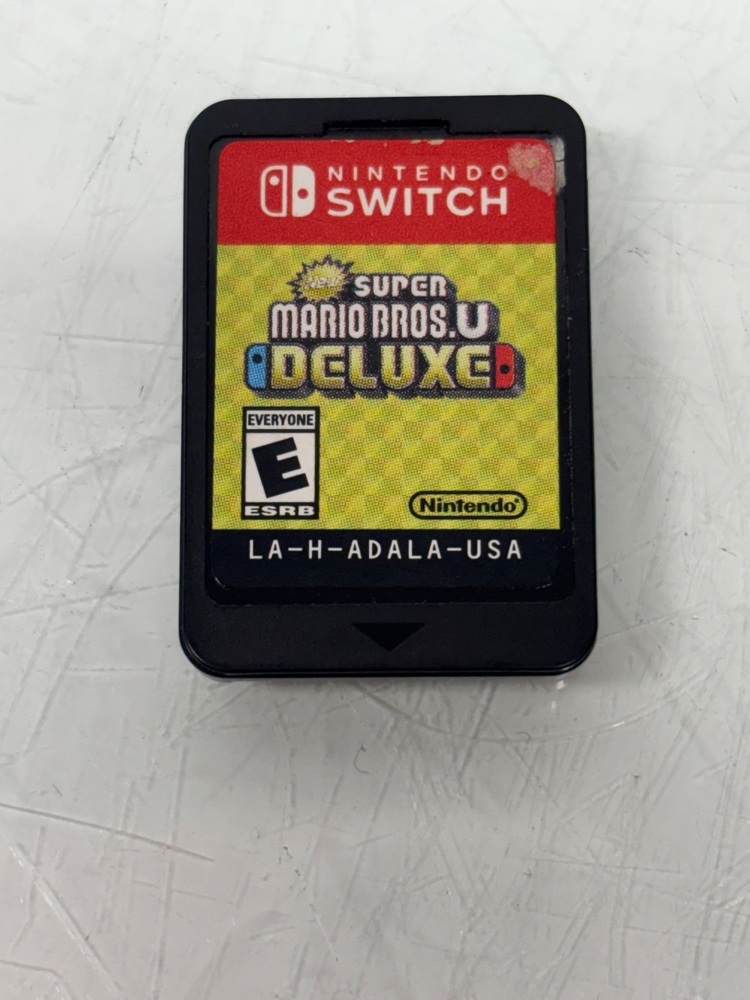 NINTENDO
SWITCH
New SUPER
MARIO BROS. U
DELUXE
EVERYONE
E
ESRB
Nintendo®
LA-H-ADALA-USA